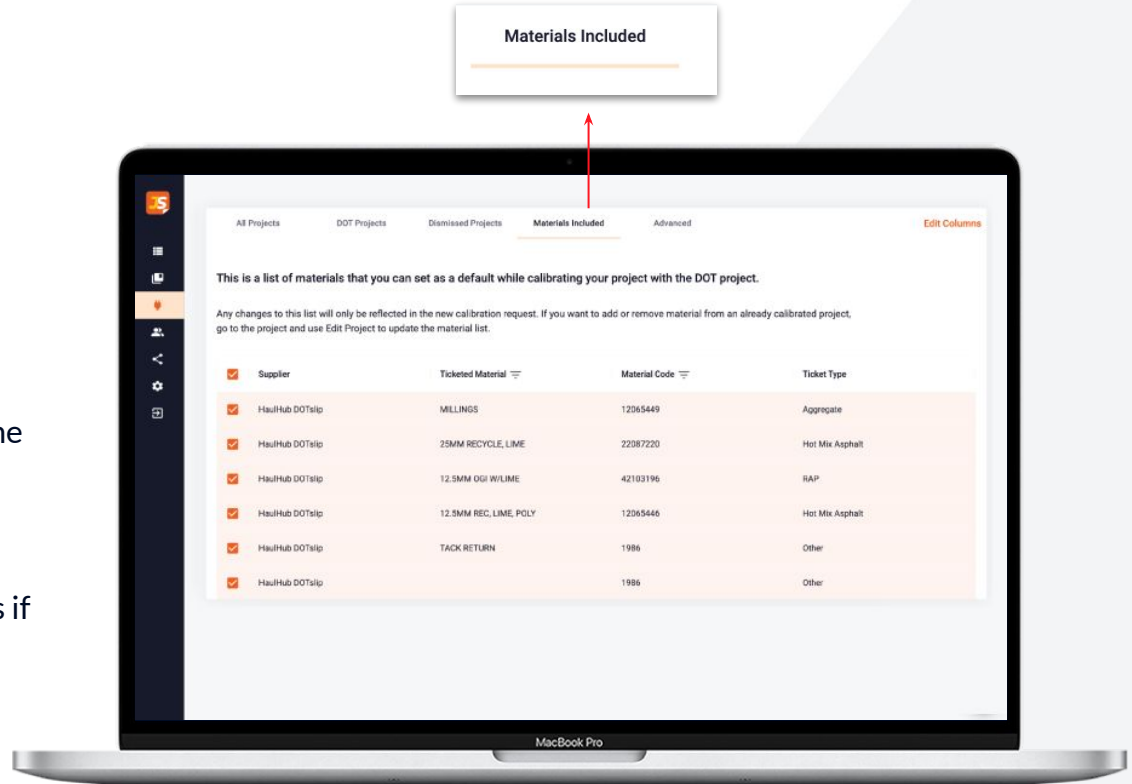 Materials Included
JS
All Projects DOT Projects Dismissed Projects Materials Included Advanced Edit Columns
This is a list of materials that you can set as a default while calibrating your project with the DOT project.
Any changes to this list will only be reflected in the new calibration request. If you want to add or remove material from an already calibrated project,
go to the project and use Edit Project to update the material list.
Supplier Ticketed Material Material Code Ticket Type
HaulHub DOTslip MILLINGS 12065449 Aggregate
HaulHub DOTslip 25MM RECYCLE, LIME 22087220 Hot Mix Asphalt
HaulHub DOTslip 12.5MM OGI W/LIME 42103196 RAP
HaulHub DOTslip 12.5MM REC, LIME, POLY 12065446 Hot Mix Asphalt
HaulHub DOTslip TACK RETURN 1986 Other
HaulHub DOTslip 1986 Other
if
MacBook Pro